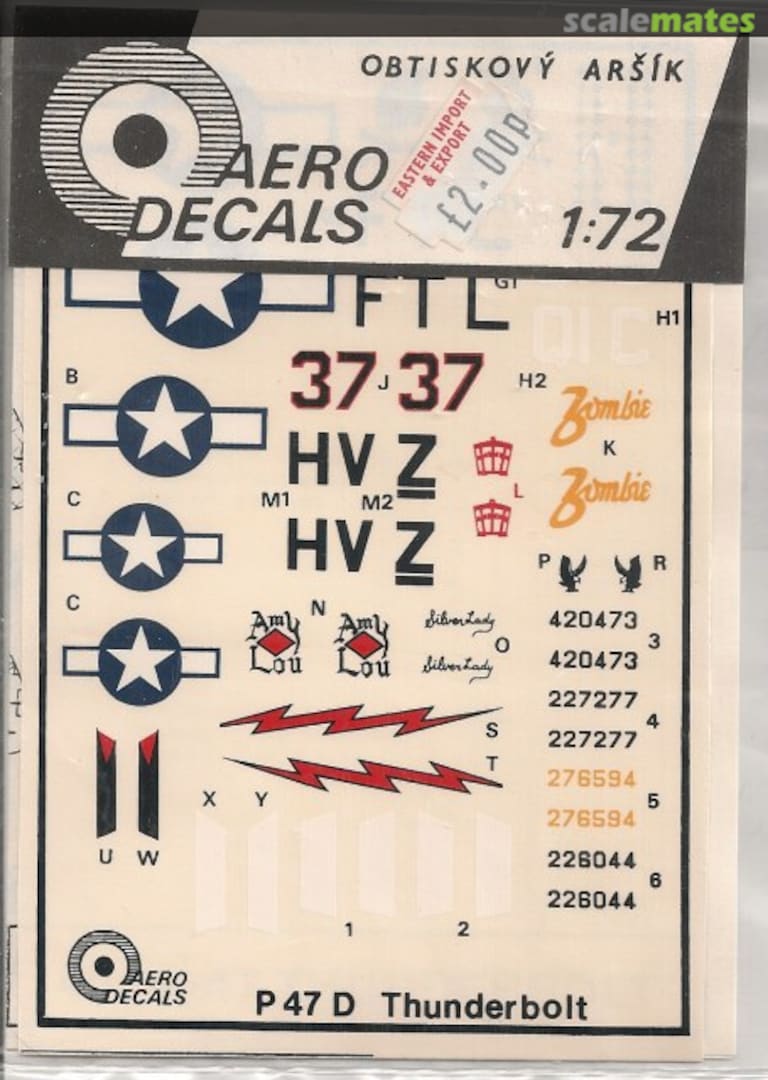 scalemates
OBTISKOVÝ ARŠÍK
AERO
DECALS
EASTERN IMPORT
& EXPORT
£2.00p
1:72
FTL
G1
QI C
H1
B
37 J 37
H2
Zombie
K
HV Z
L
Zombie
C
M1
M2
HV Z
P
R
C
N
Amy
Lou
Amy
Lou
Silver Lady
O
Silver Lady
420473
3
420473
227277
4
227277
S
T
276594
5
276594
X
Y
U
W
226044
6
226044
1
2
AERO
DECALS
P 47 D Thunderbolt